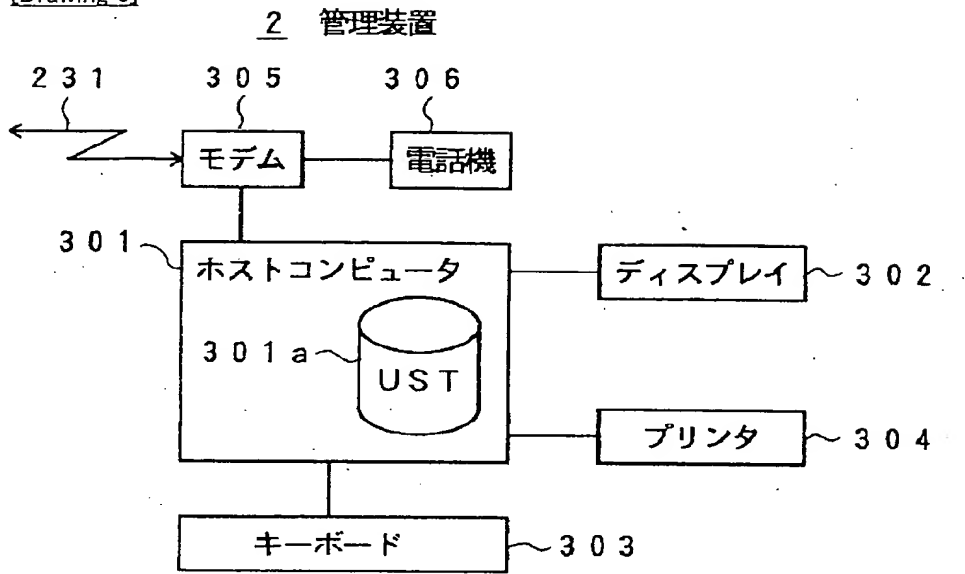 2 管理装置
231
305
306
モデム
電話機
301
ホストコンピュータ
ディスプレイ
302
301a
UST
プリンタ
304
キーボード
303